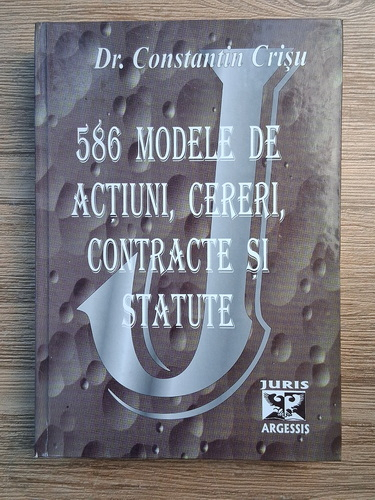 Dr. Constantin Crişu
586 MODELE DE
ACŢIUNI, CERERI,
CONTRACTE ŞI
STATUTE
J
JURIS
ARGESSIS